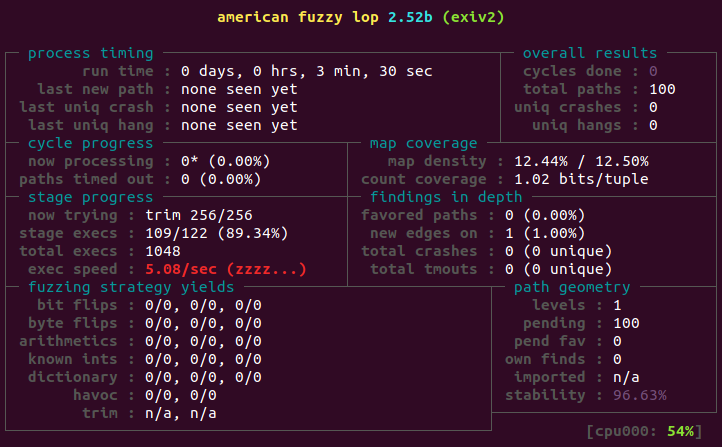 american fuzzy lop 2.52b (exiv2)
process timing
run time : 0 days, 0 hrs, 3 min, 30 sec
last new path : none seen yet
last uniq crash : none seen yet
last uniq hang : none seen yet
overall results
cycles done : 0
total paths : 100
uniq crashes : 0
uniq hangs : 0
cycle progress
now processing : 0* (0.00%)
paths timed out : 0 (0.00%)
map coverage
map density : 12.44% / 12.50%
count coverage : 1.02 bits/tuple
stage progress
now trying : trim 256/256
stage execs : 109/122 (89.34%)
total execs : 1048
exec speed : 5.08/sec (zzzz...)
findings in depth
favored paths : 0 (0.00%)
new edges on : 1 (1.00%)
total crashes : 0 (0 unique)
total tmouts : 0 (0 unique)
fuzzing strategy yields
bit flips : 0/0, 0/0, 0/0
byte flips : 0/0, 0/0, 0/0
arithmetics : 0/0, 0/0, 0/0
known ints : 0/0, 0/0, 0/0
dictionary : 0/0, 0/0, 0/0
havoc : 0/0, 0/0
trim : n/a, n/a
path geometry
levels : 1
pending : 100
pend fav : 0
own finds : 0
imported : n/a
stability : 96.63%
[cpu000: 54%]